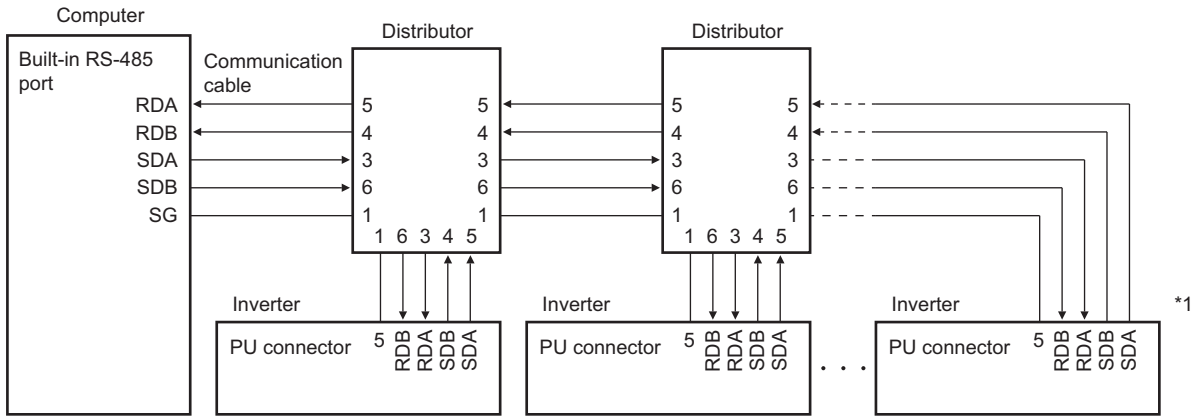 Computer
Distributor
Distributor
Built-in RS-485
port
Communication
cable
RDA 5 5 5 5
RDB 4 4 4 4
SDA 3 3 3 3
SDB 6 6 6 6
SG 1 1 1 1
1 6 3 4 5
1 6 3 4 5
Inverter
Inverter
Inverter
*1
PU connector 5 RDB RDA SDB SDA
PU connector 5 RDB RDA SDB SDA
. . .
PU connector 5 RDB RDA SDB SDA